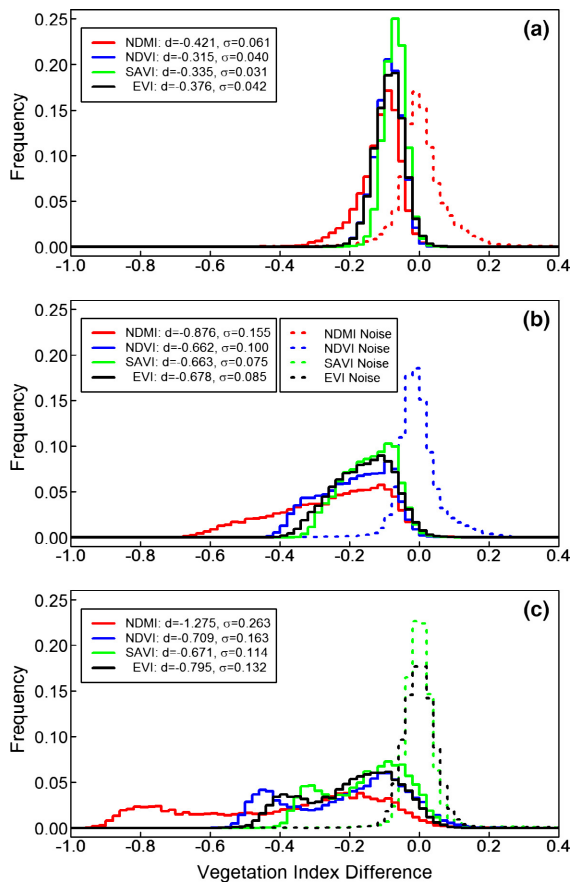 (a)
NDMI: d=-0.421, σ=0.061
NDVI: d=-0.315, σ=0.040
SAVI: d=-0.335, σ=0.031
EVI: d=-0.376, σ=0.042
Frequency
0.25
0.20
0.15
0.10
0.05
0.00
-1.0 -0.8 -0.6 -0.4 -0.2 0.0 0.2 0.4
(b)
NDMI: d=-0.876, σ=0.155
NDVI: d=-0.662, σ=0.100
SAVI: d=-0.663, σ=0.075
EVI: d=-0.678, σ=0.085
NDMI Noise
NDVI Noise
SAVI Noise
EVI Noise
Frequency
0.25
0.20
0.15
0.10
0.05
0.00
-1.0 -0.8 -0.6 -0.4 -0.2 0.0 0.2 0.4
(c)
NDMI: d=-1.275, σ=0.263
NDVI: d=-0.709, σ=0.163
SAVI: d=-0.671, σ=0.114
EVI: d=-0.795, σ=0.132
Frequency
0.25
0.20
0.15
0.10
0.05
0.00
-1.0 -0.8 -0.6 -0.4 -0.2 0.0 0.2 0.4
Vegetation Index Difference